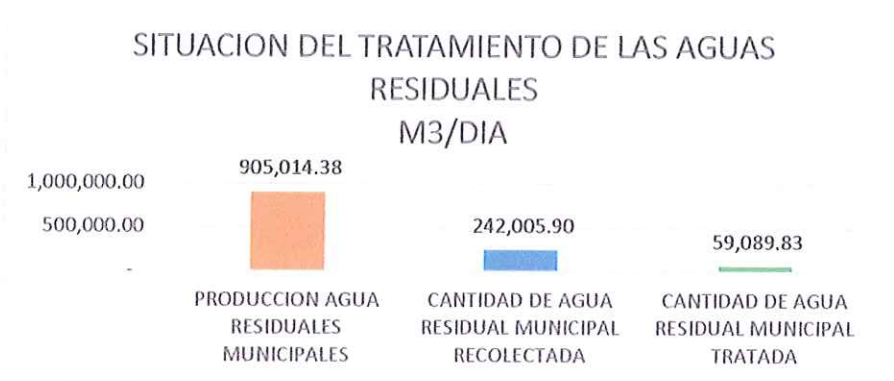 SITUACION DEL TRATAMIENTO DE LAS AGUAS
RESIDUALES
M3/DIA
1,000,000.00
500,000.00
-
905,014.38
242,005.90
59,089.83
PRODUCCION AGUA
RESIDUALES
MUNICIPALES
CANTIDAD DE AGUA
RESIDUAL MUNICIPAL
RECOLECTADA
CANTIDAD DE AGUA
RESIDUAL MUNICIPAL
TRATADA